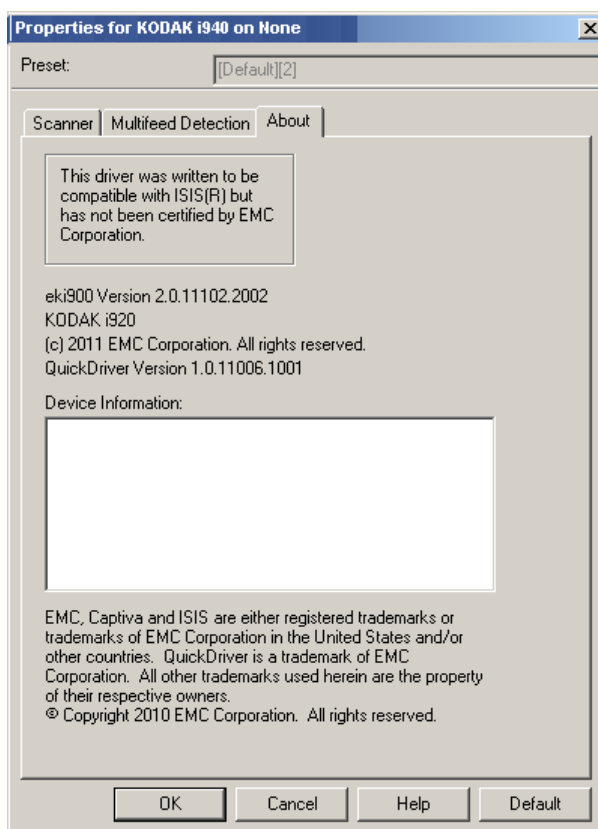 Properties for KODAK i940 on None
Preset:
[Default][2]
Scanner
Multifeed Detection
About
This driver was written to be
compatible with ISIS(R) but
has not been certified by EMC
Corporation.
eki900 Version 2.0.11102.2002
KODAK i920
(c) 2011 EMC Corporation. All rights reserved.
QuickDriver Version 1.0.11006.1001
Device Information:
EMC, Captiva and ISIS are either registered trademarks or
trademarks of EMC Corporation in the United States and/or
other countries.  QuickDriver is a trademark of EMC
Corporation.  All other trademarks used herein are the property
of their respective owners.
© Copyright 2010 EMC Corporation.  All rights reserved.
OK
Cancel
Help
Default